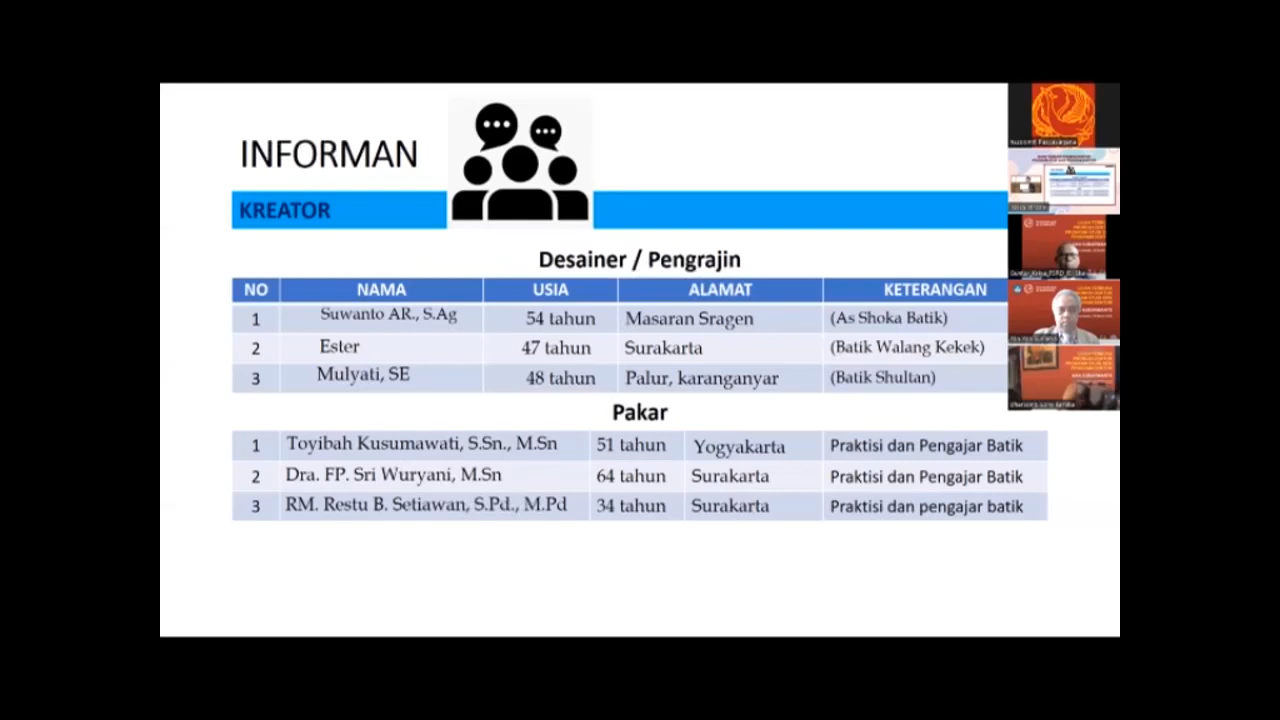 INFORMAN
KREATOR
Desainer / Pengrajin
NO NAMA USIA ALAMAT KETERANGAN
1 Suwanto AR., S.Ag 54 tahun Masaran Sragen (As Shoka Batik)
2 Ester 47 tahun Surakarta (Batik Walang Kekek)
3 Mulyati, SE 48 tahun Palur, karanganyar (Batik Shultan)
Pakar
1 Toyibah Kusumawati, S.Sn., M.Sn 51 tahun Yogyakarta Praktisi dan Pengajar Batik
2 Dra. FP. Sri Wuryani, M.Sn 64 tahun Surakarta Praktisi dan Pengajar Batik
3 RM. Restu B. Setiawan, S.Pd., M.Pd 34 tahun Surakarta Praktisi dan pengajar batik